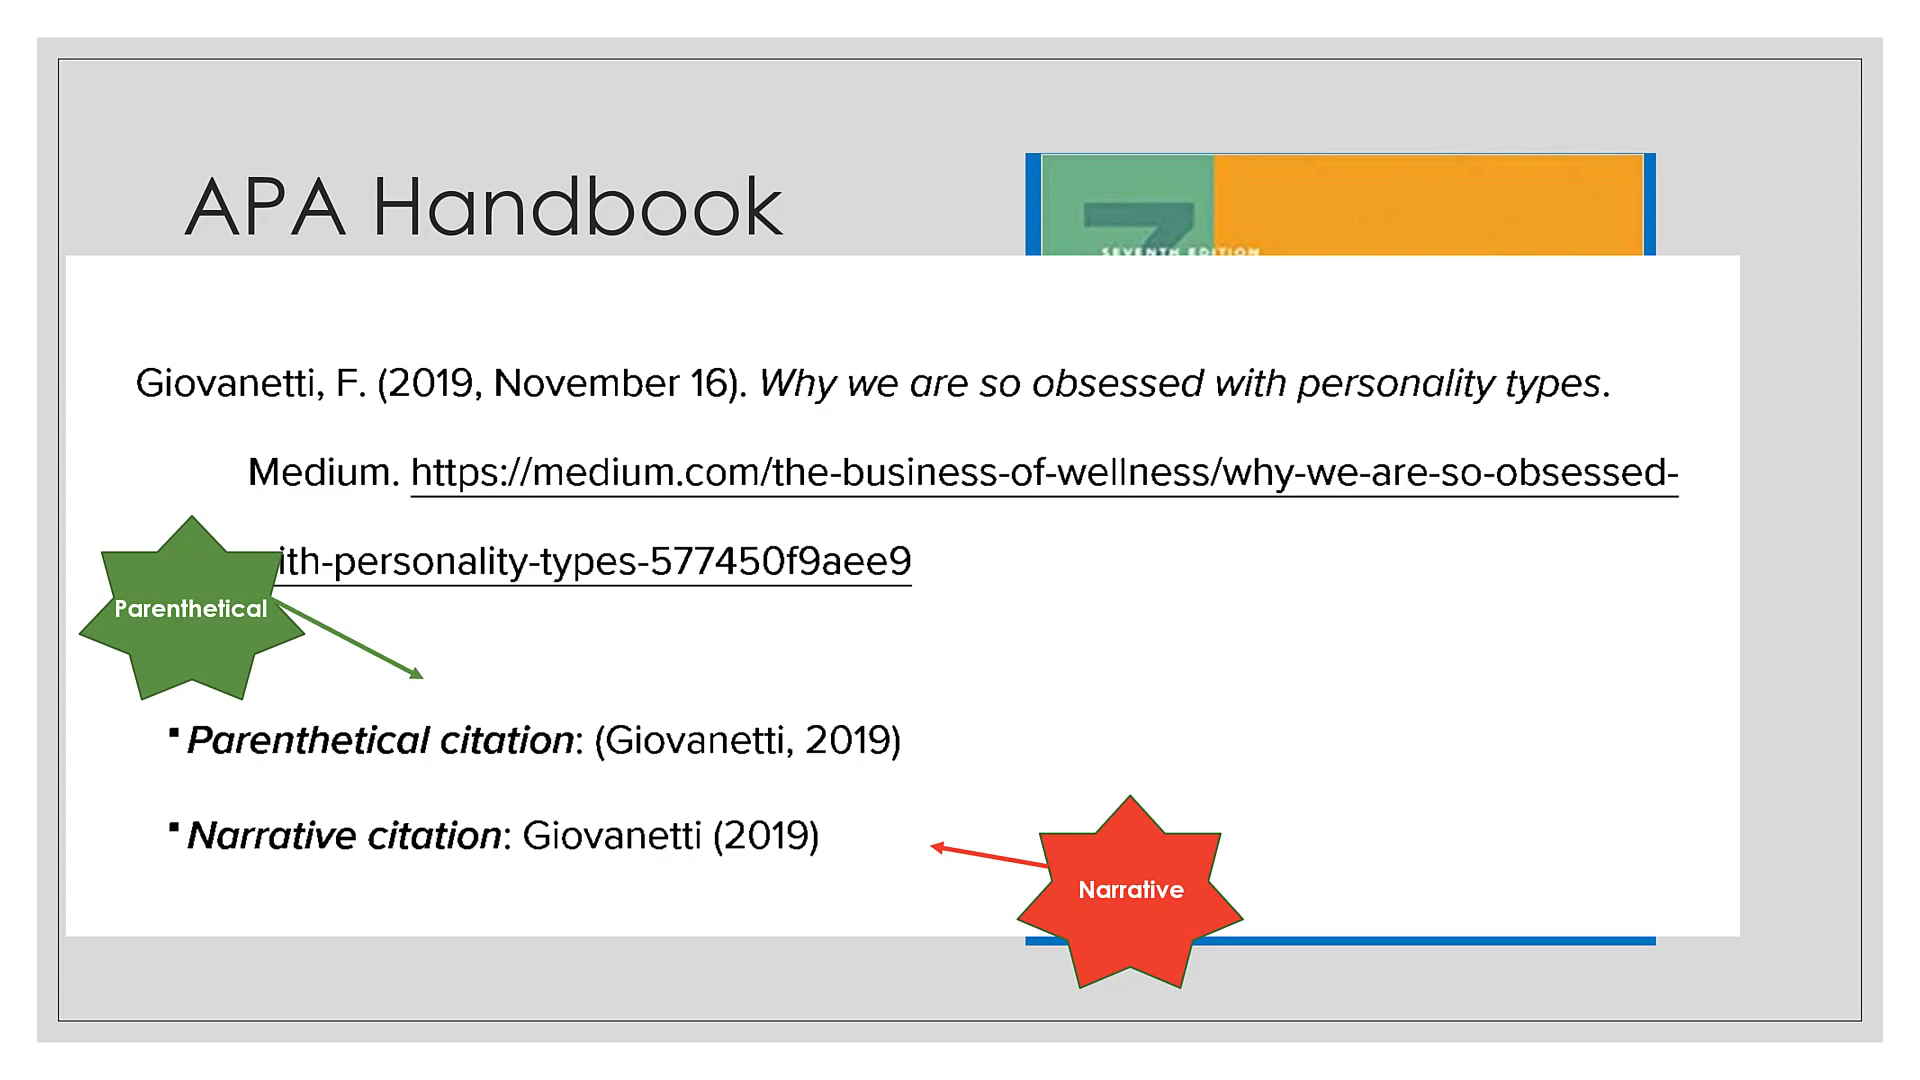 APA Handbook
7
SEVENTH EDITION
Giovanetti, F. (2019, November 16). Why we are so obsessed with personality types.
Medium. https://medium.com/the-business-of-wellness/why-we-are-so-obsessed-
ith-personality-types-577450f9aee9
Parenthetical
▪ Parenthetical citation: (Giovanetti, 2019)
▪ Narrative citation: Giovanetti (2019)
Narrative